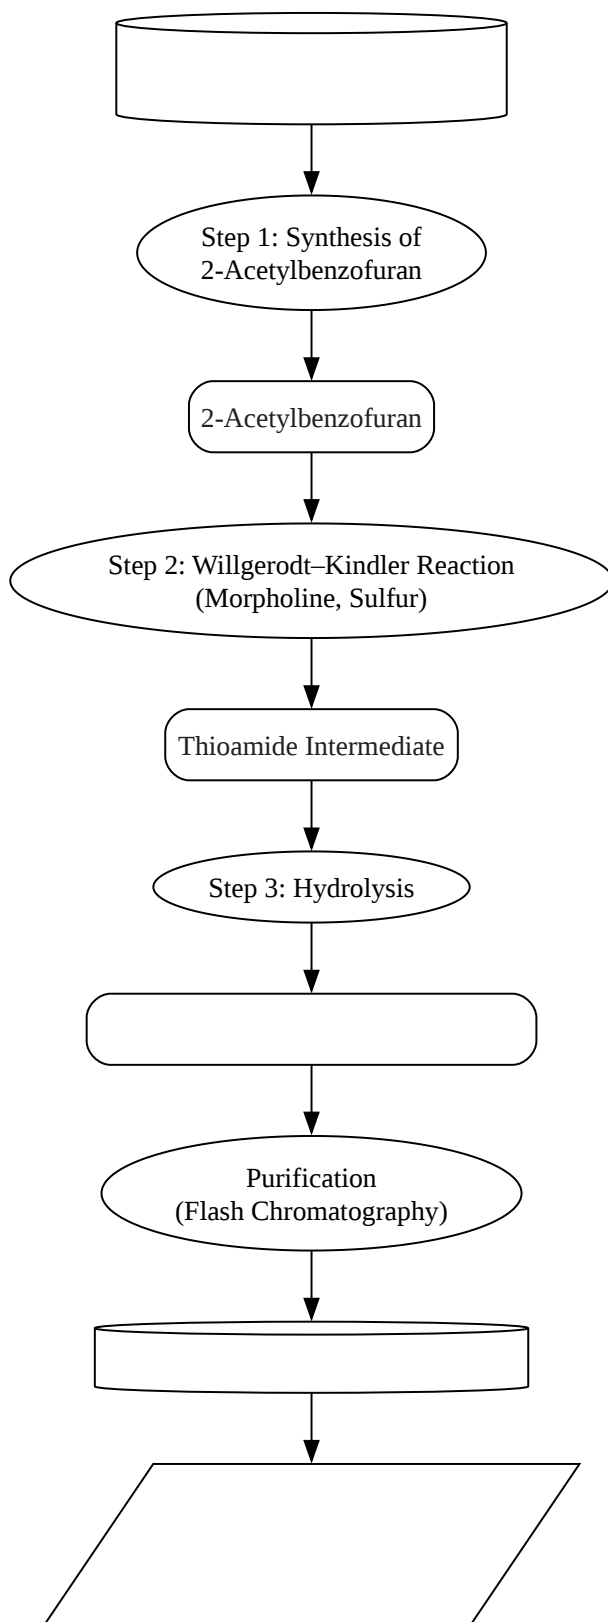 Step 1: Synthesis of
2-Acetylbenzofuran
2-Acetylbenzofuran
Step 2: Willgerodt–Kindler Reaction
(Morpholine, Sulfur)
Thioamide Intermediate
Step 3: Hydrolysis
Purification
(Flash Chromatography)